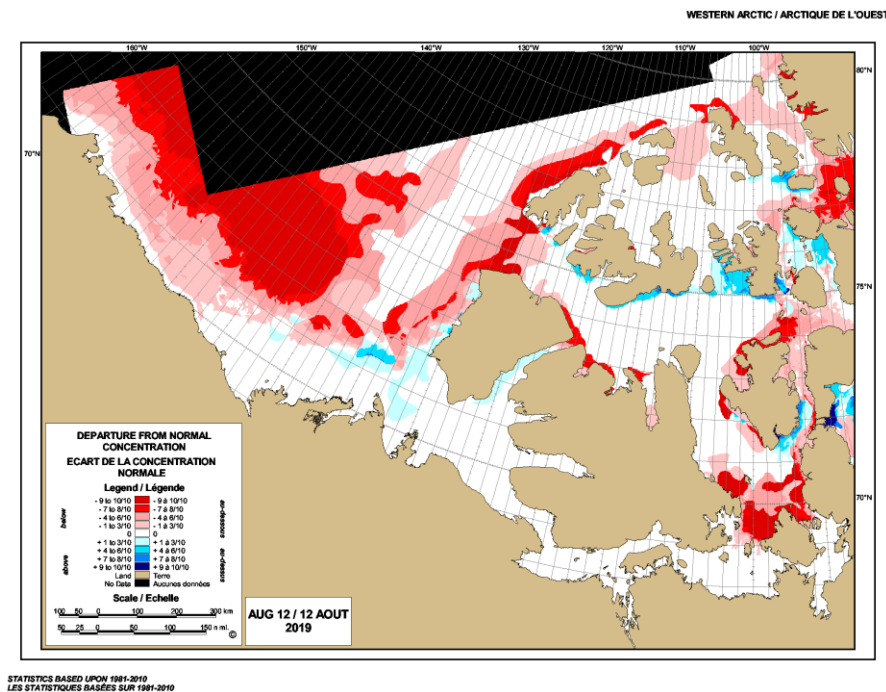 WESTERN ARCTIC / ARCTIQUE DE L'OUEST
160°W
150°W
140°W
130°W
120°W
110°W
100°W
80°N
70°N
75°N
70°N
DEPARTURE FROM NORMAL
CONCENTRATION
ECART DE LA CONCENTRATION
NORMALE
Legend / Légende
below
- 9 to 10/10 - 9 à 10/10
- 7 to 8/10 - 7 à 8/10
- 4 to 6/10 - 4 à 6/10
- 1 to 3/10 - 1 à 3/10
au-dessous
0 0
above
+ 1 to 3/10 + 1 à 3/10
+ 4 to 6/10 + 4 à 6/10
+ 7 to 8/10 + 7 à 8/10
+ 9 to 10/10 + 9 à 10/10
au-dessus
Land Terre
No Data Aucunes données
Scale / Echelle
100 50 0 100 200 300 km
50 25 0 50 100 150 n mi.
©
AUG 12 / 12 AOUT
2019
STATISTICS BASED UPON 1981-2010
LES STATISTIQUES BASÉES SUR 1981-2010